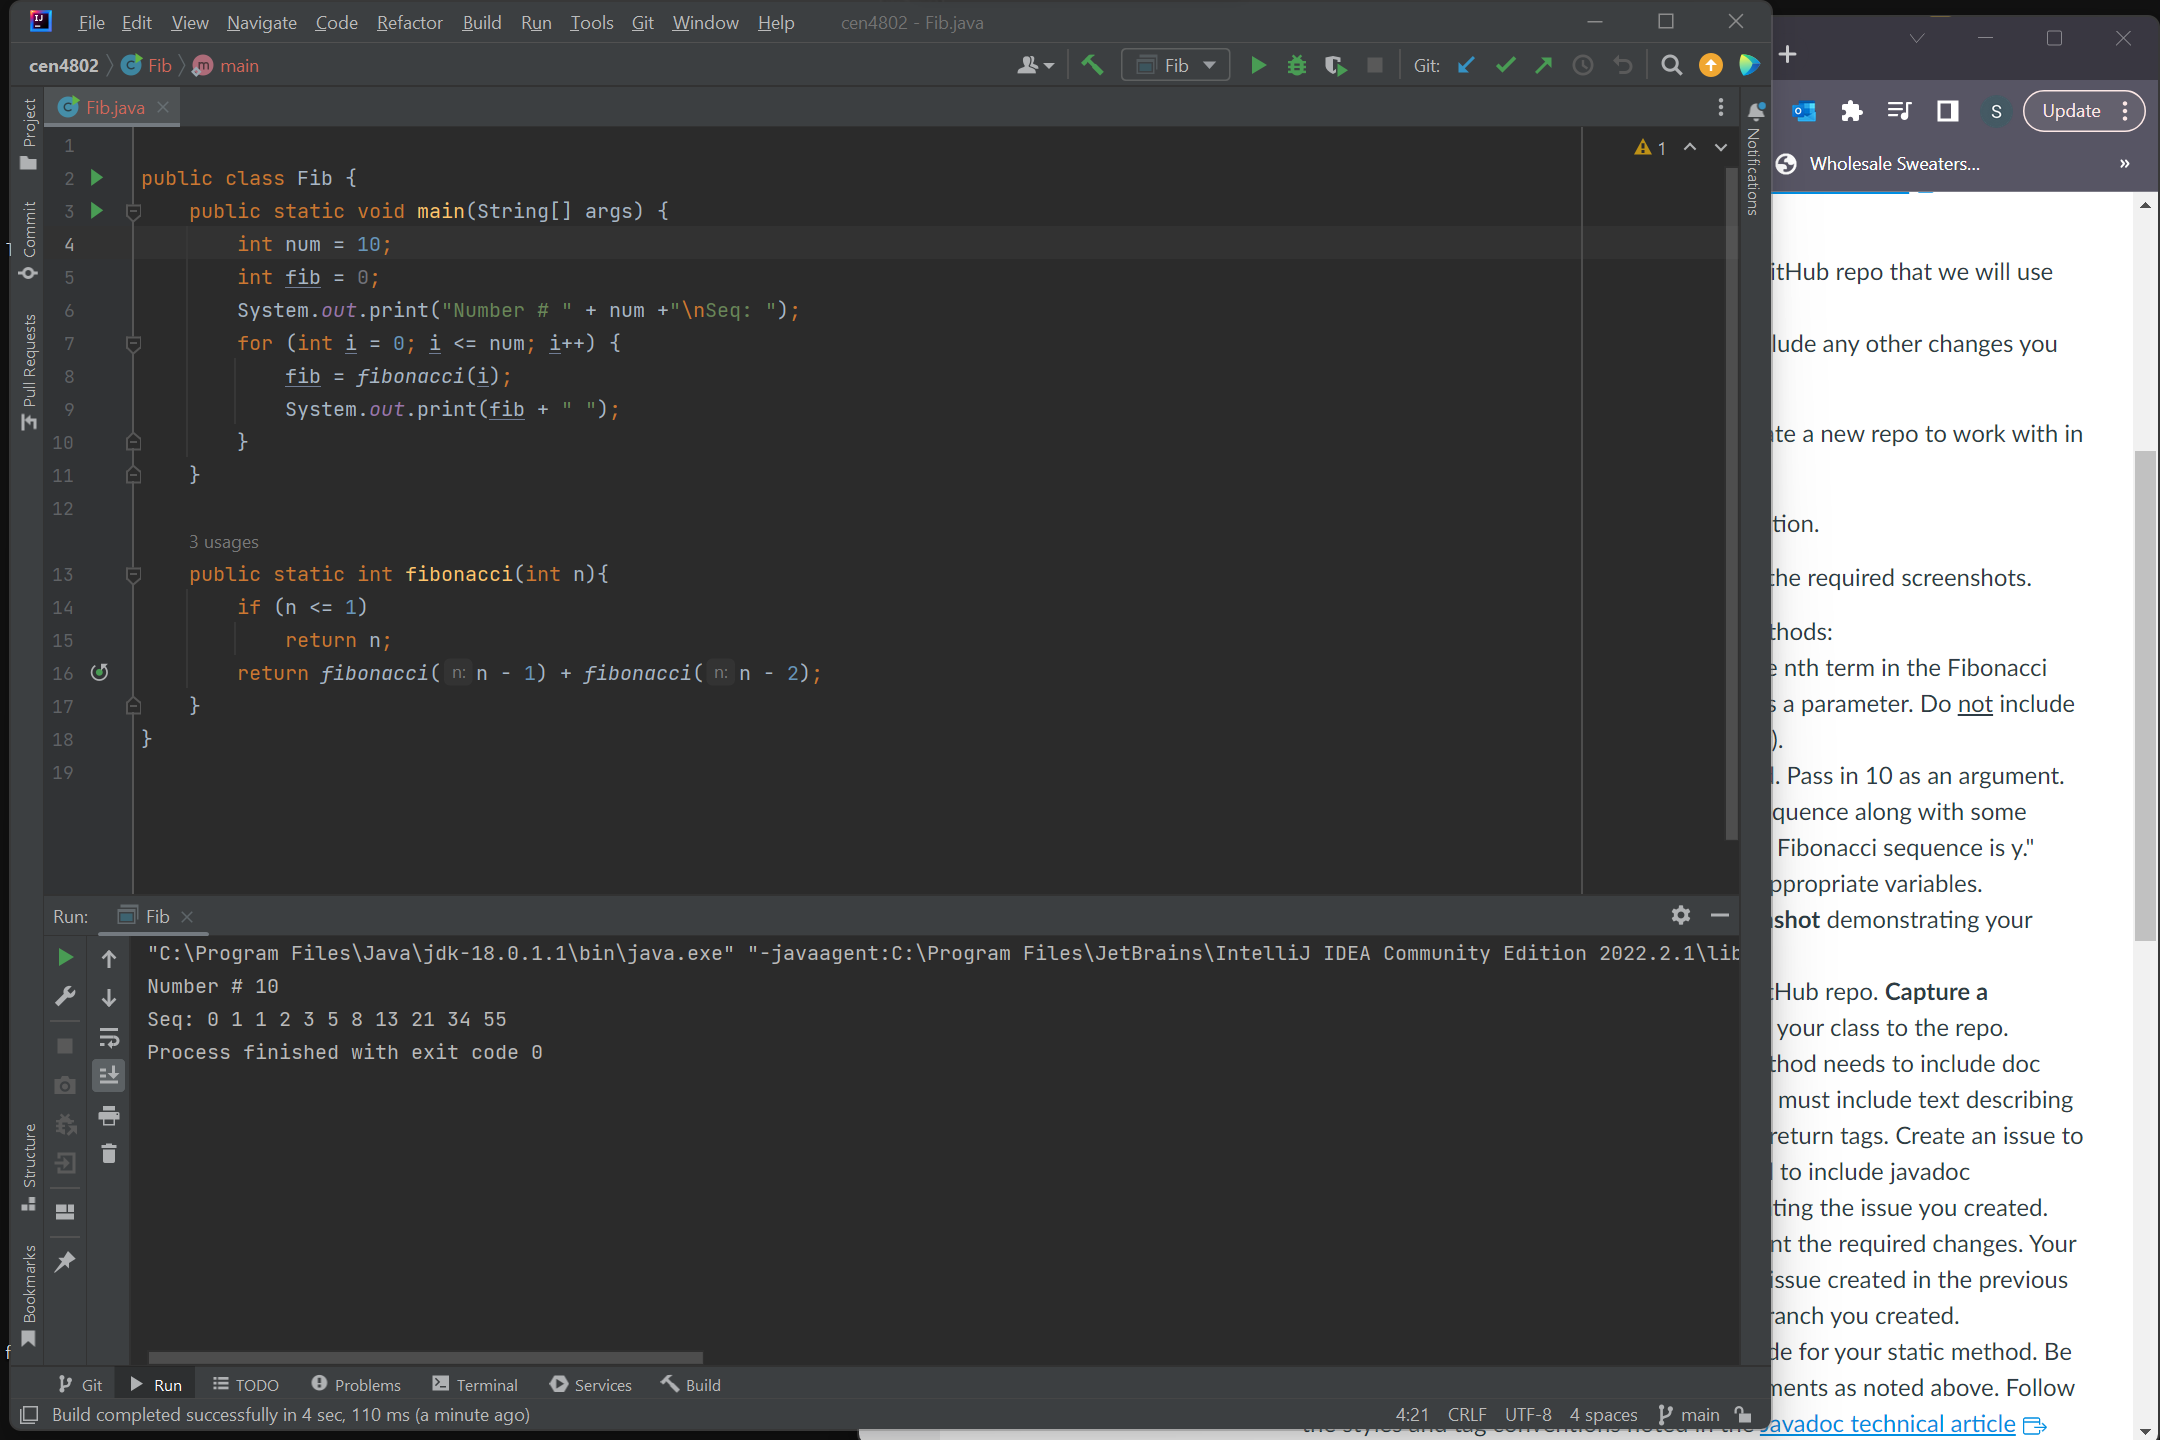 File Edit View Navigate Code Refactor Build Run Tools Git Window Help cen4802 - Fib.java
cen4802 Fib main
Fib Git:
Fib.java
Project
Commit
Pull Requests
Structure
Bookmarks
Notifications
1
1
2 public class Fib {
3 public static void main(String[] args) {
4 int num = 10;
5 int fib = 0;
6 System.out.print("Number # " + num +"\nSeq: ");
7 for (int i = 0; i <= num; i++) {
8 fib = fibonacci(i);
9 System.out.print(fib + " ");
10 }
11 }
12
3 usages
13 public static int fibonacci(int n){
14 if (n <= 1)
15 return n;
16 return fibonacci( n: n - 1) + fibonacci( n: n - 2);
17 }
18 }
19
Run: Fib
"C:\Program Files\Java\jdk-18.0.1.1\bin\java.exe" "-javaagent:C:\Program Files\JetBrains\IntelliJ IDEA Community Edition 2022.2.1\lib
Number # 10
Seq: 0 1 1 2 3 5 8 13 21 34 55
Process finished with exit code 0
Git Run TODO Problems Terminal Services Build
Build completed successfully in 4 sec, 110 ms (a minute ago)
4:21 CRLF UTF-8 4 spaces main
S Update
Wholesale Sweaters... »
itHub repo that we will use
lude any other changes you
ate a new repo to work with in
tion.
the required screenshots.
thods:
e nth term in the Fibonacci
s a parameter. Do not include
).
. Pass in 10 as an argument.
quence along with some
Fibonacci sequence is y."
ppropriate variables.
shot demonstrating your
tHub repo. Capture a
your class to the repo.
thod needs to include doc
must include text describing
return tags. Create an issue to
to include javadoc
ting the issue you created.
nt the required changes. Your
issue created in the previous
ranch you created.
de for your static method. Be
ments as noted above. Follow
Javadoc technical article